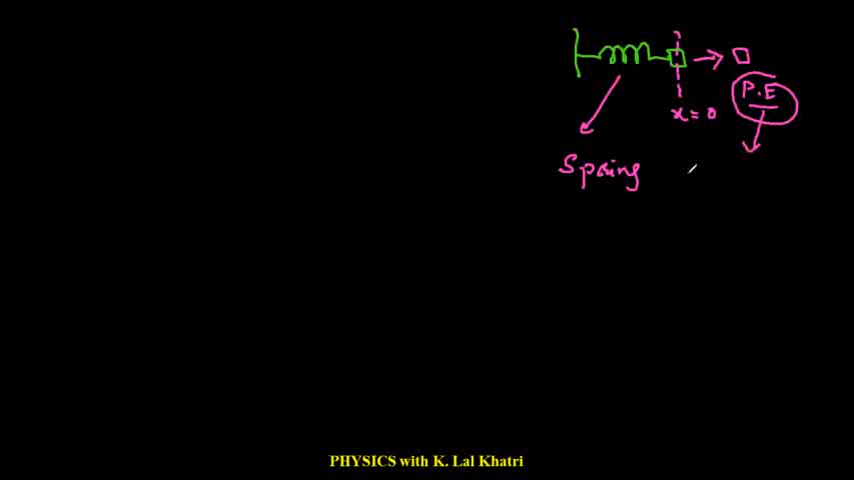 P.E
x = 0
Spring
PHYSICS with K. Lal Khatri